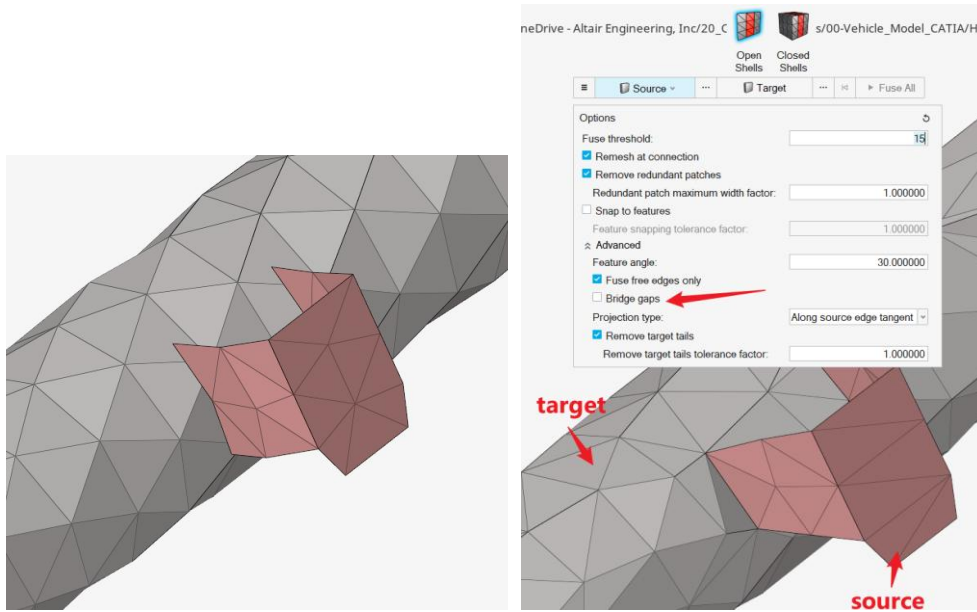 neDrive - Altair Engineering, Inc/20_C
s/00-Vehicle_Model_CATIA/H
Open Shells
Closed Shells
Source
Target
Fuse All
Options
Fuse threshold: 15
Remesh at connection
Remove redundant patches
Redundant patch maximum width factor: 1.000000
Snap to features
Feature snapping tolerance factor: 1.000000
Advanced
Feature angle: 30.000000
Fuse free edges only
Bridge gaps
Projection type: Along source edge tangent
Remove target tails
Remove target tails tolerance factor: 1.000000
target
source